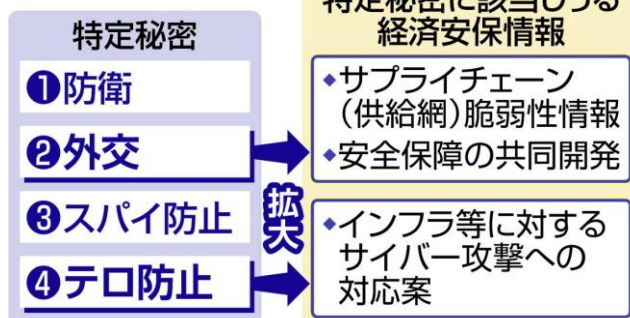 特定秘密
❶防衛
❷外交
❸スパイ防止
❹テロ防止
拡大
特定秘密に該当しうる
経済安保情報
◆サプライチェーン
(供給網)脆弱性情報
◆安全保障の共同開発
◆インフラ等に対する
サイバー攻撃への
対応案